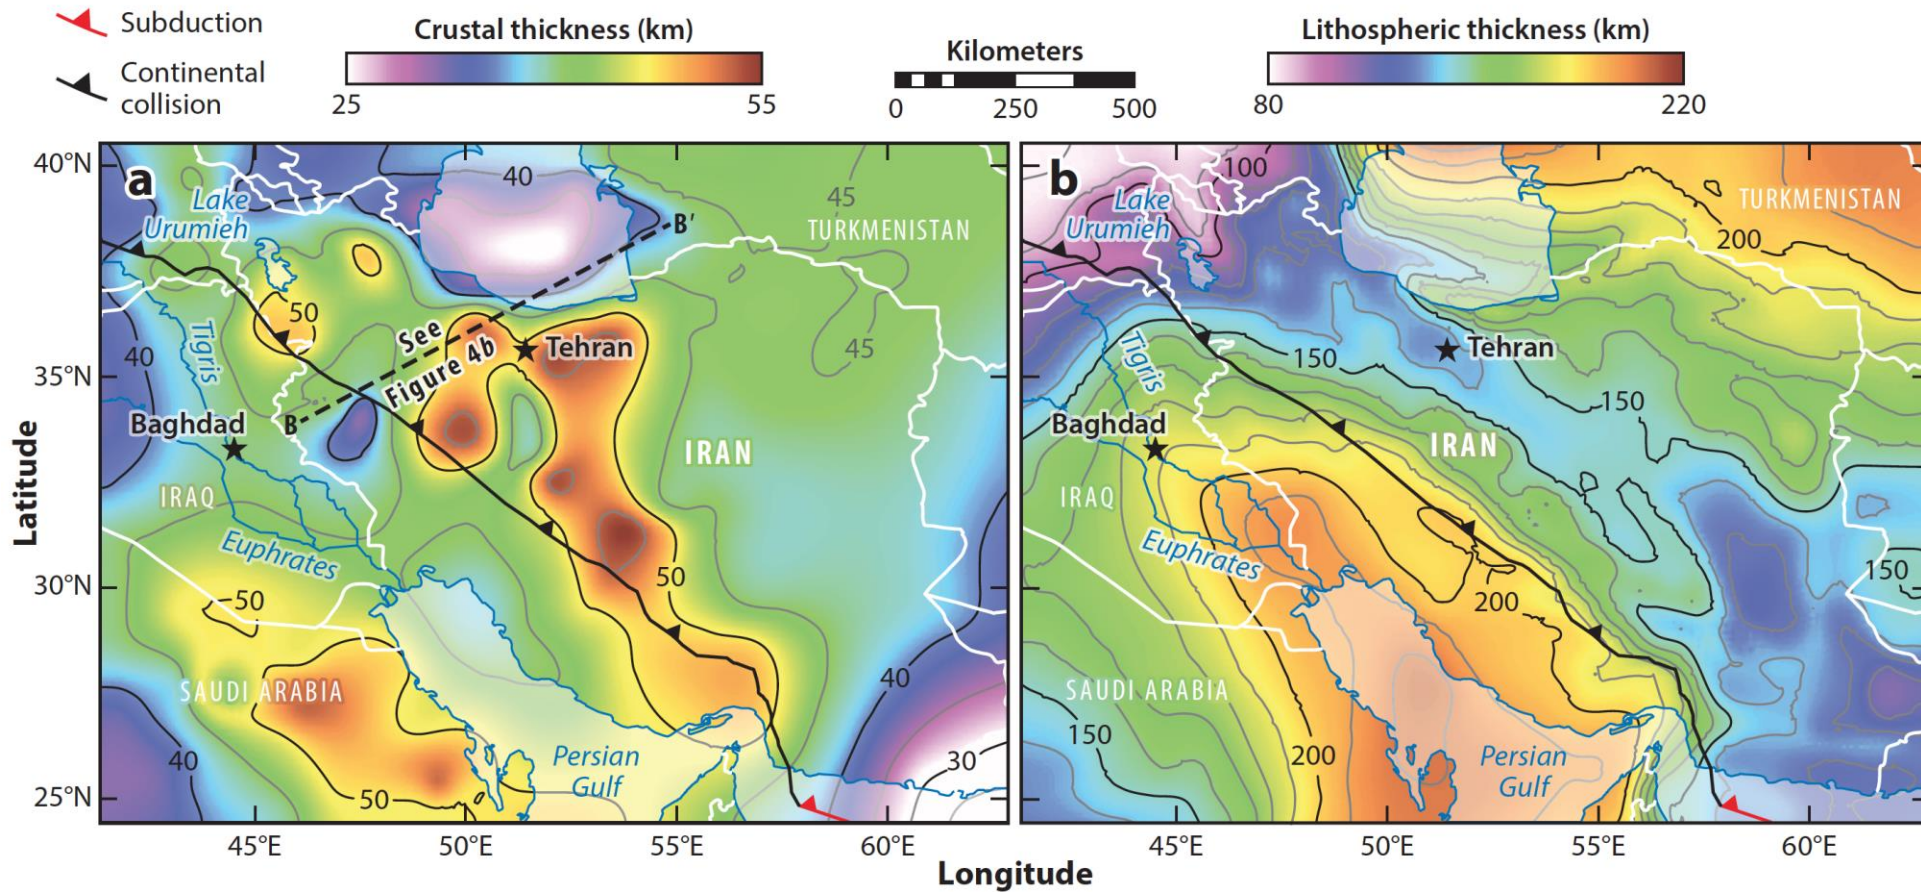 Subduction
Continental
collision
Crustal thickness (km)
25
55
Kilometers
0
250
500
Lithospheric thickness (km)
80
220
a
40°N
35°N
30°N
25°N
Latitude
Lake
Urumieh
40
45
TURKMENISTAN
B′
50
See
Figure 4b
Tehran
45
40
Tigris
Baghdad
B
IRAN
IRAQ
Euphrates
50
50
SAUDI ARABIA
40
40
30
Persian
Gulf
50
45°E
50°E
55°E
60°E
b
100
Lake
Urumieh
TURKMENISTAN
200
Tehran
150
Tigris
150
Baghdad
IRAN
IRAQ
Euphrates
150
200
SAUDI ARABIA
150
200
Persian
Gulf
45°E
50°E
55°E
60°E
Longitude